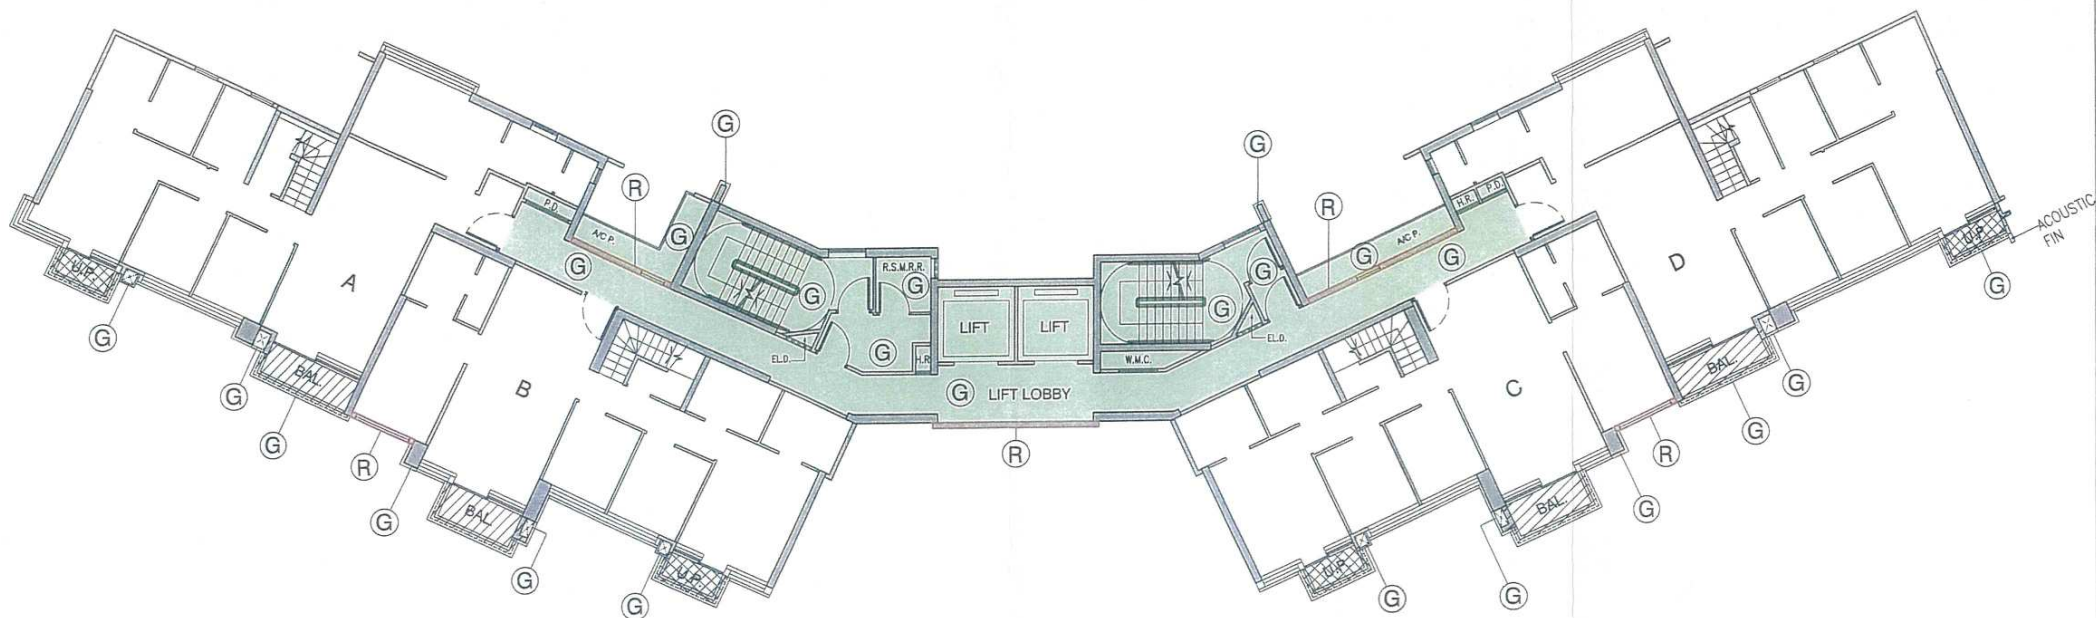 G
G
R
R
P.D.
H.R.
P.D.
A/C P.
G
A/C P.
G
G
G
G
R.S.M.R.R.
G
G
G
G
ACOUSTIC
FIN
U.P.
U.P.
A
D
G
LIFT
LIFT
G
EL.D.
EL.D.
G
H.R.
W.M.C.
BAL.
BAL.
B
C
G
LIFT LOBBY
G
G
G
G
R
R
R
BAL.
BAL.
G
G
U.P.
U.P.
G
G
G
G